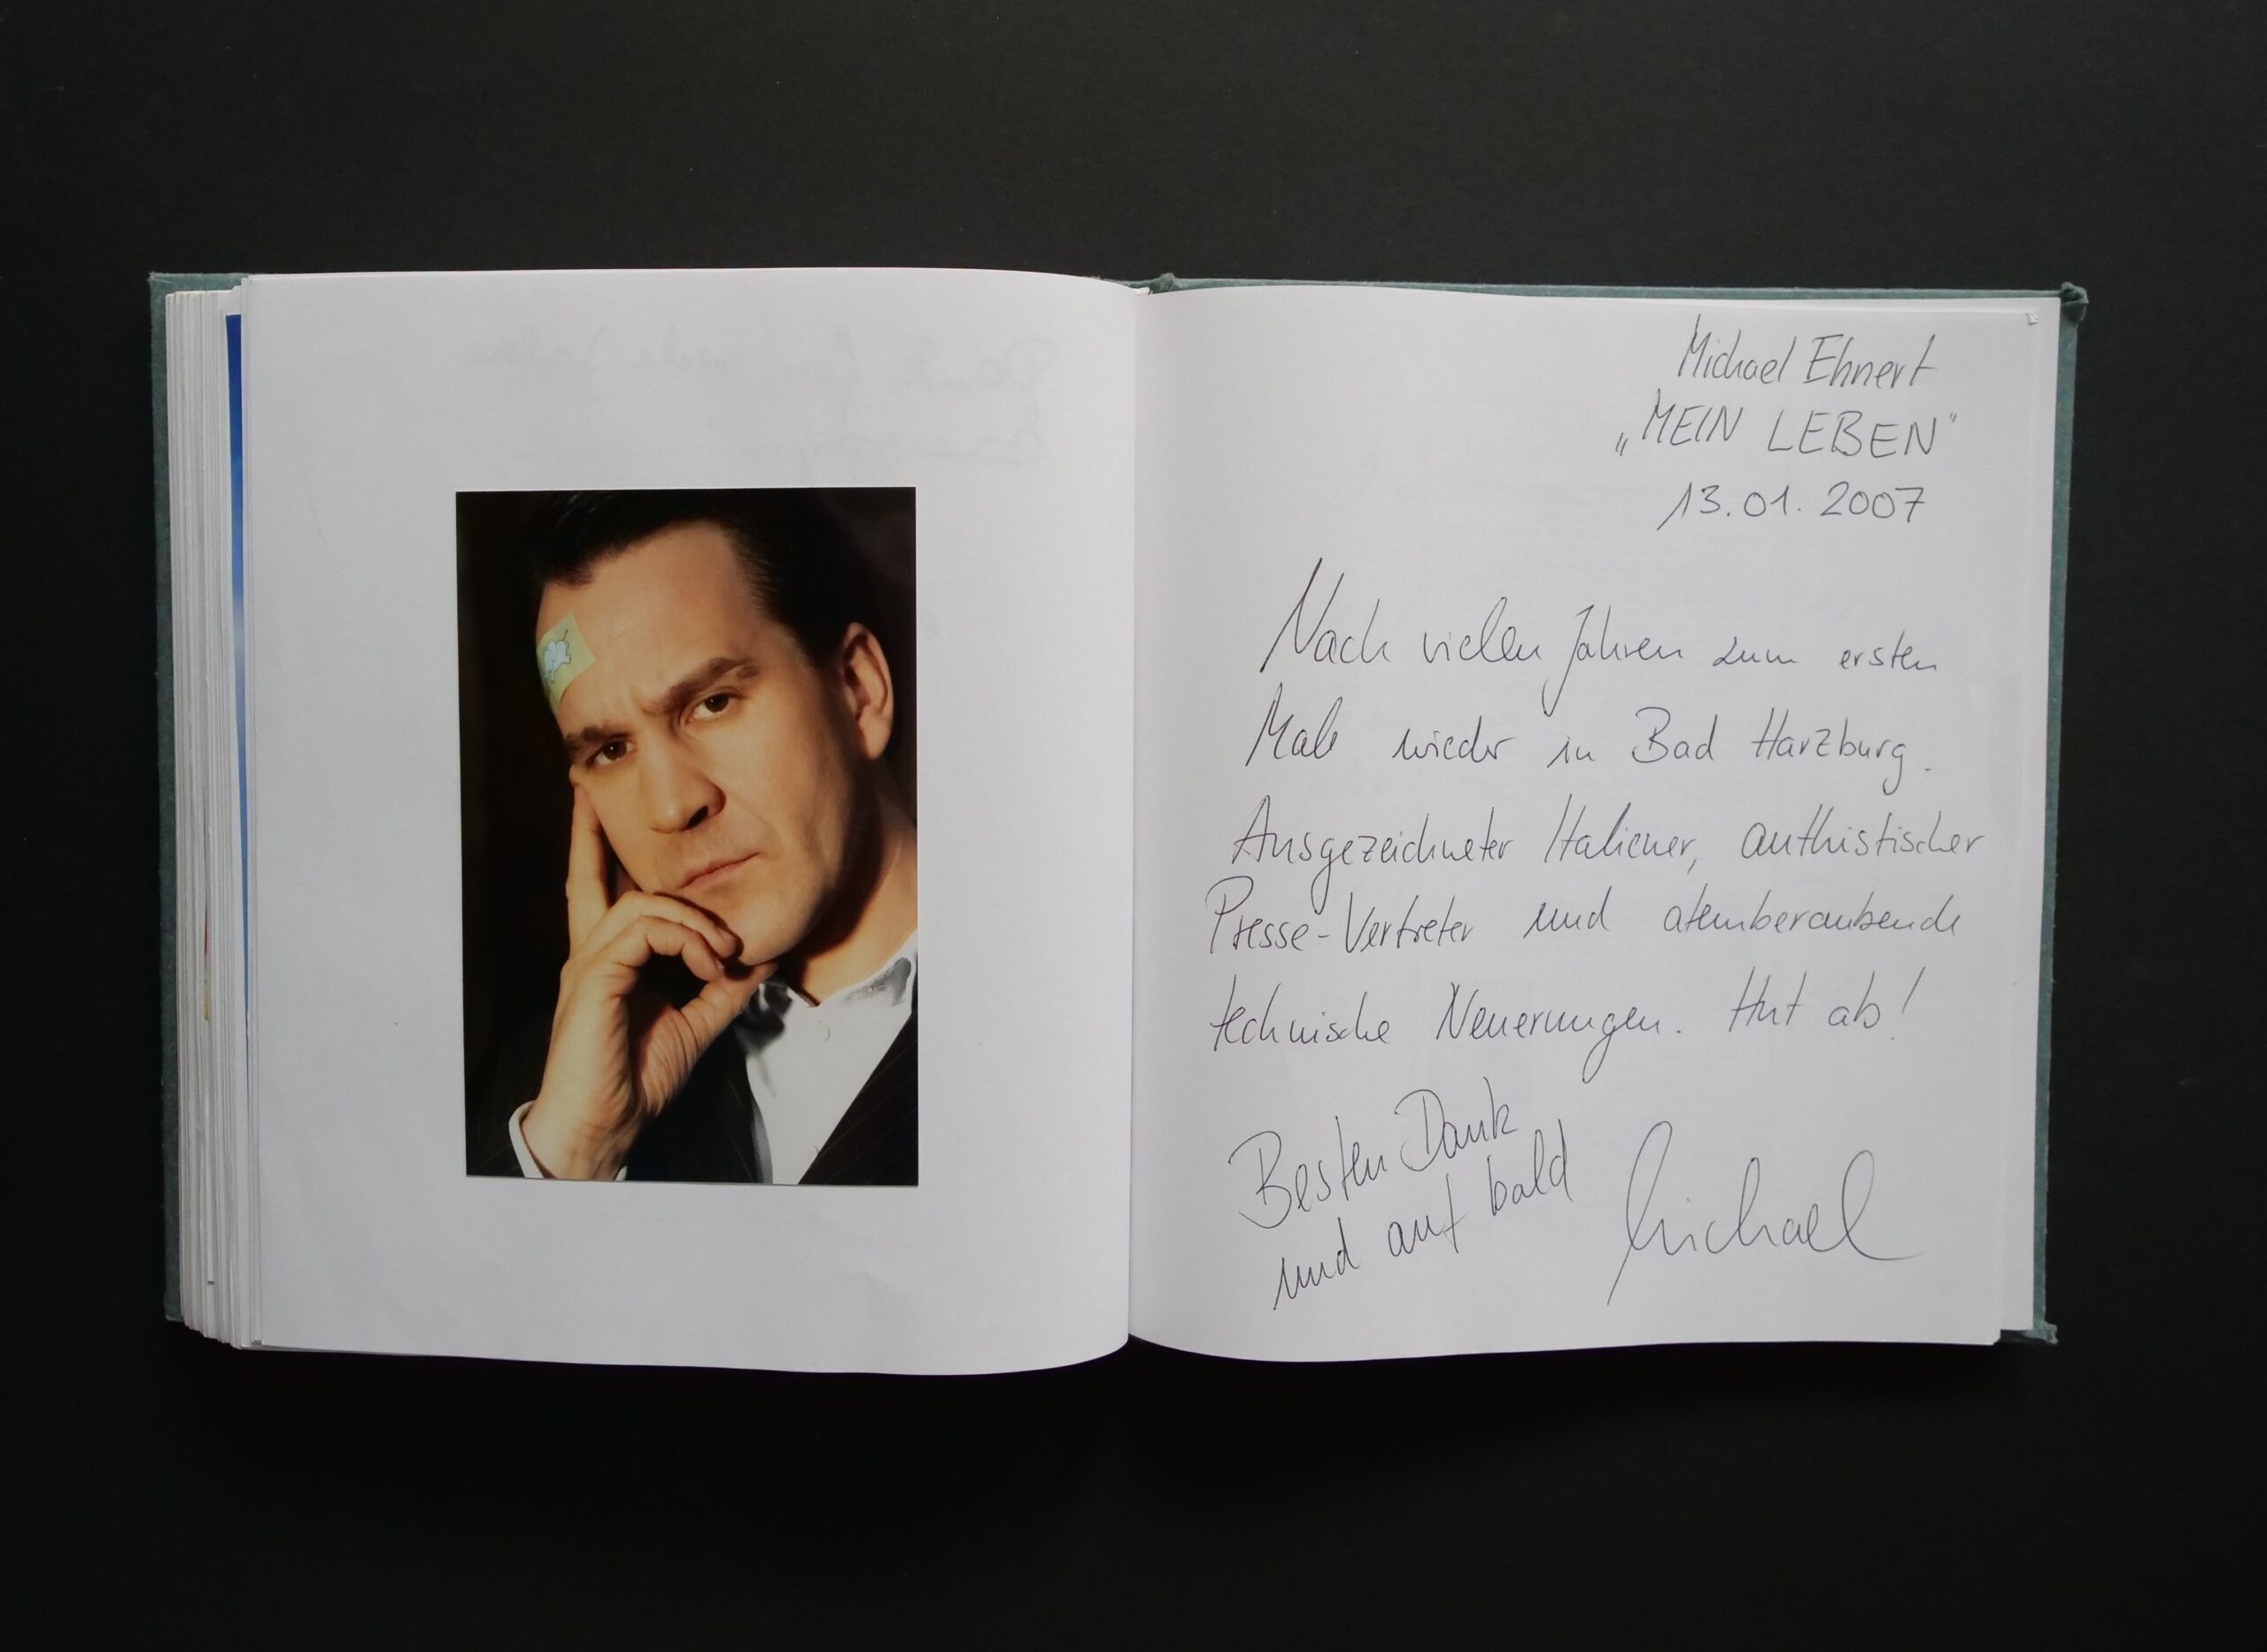 Michael Ehnert
„MEIN LEBEN"
13.01.2007
Nach vielen Jahren zum ersten
Male wieder in Bad Harzburg.
Ausgezeichneter Italiener, authistischer
Presse-Vertreter und atemberaubende
technische Neuerungen. Hut ab!
Besten Dank
und auf bald
Michael